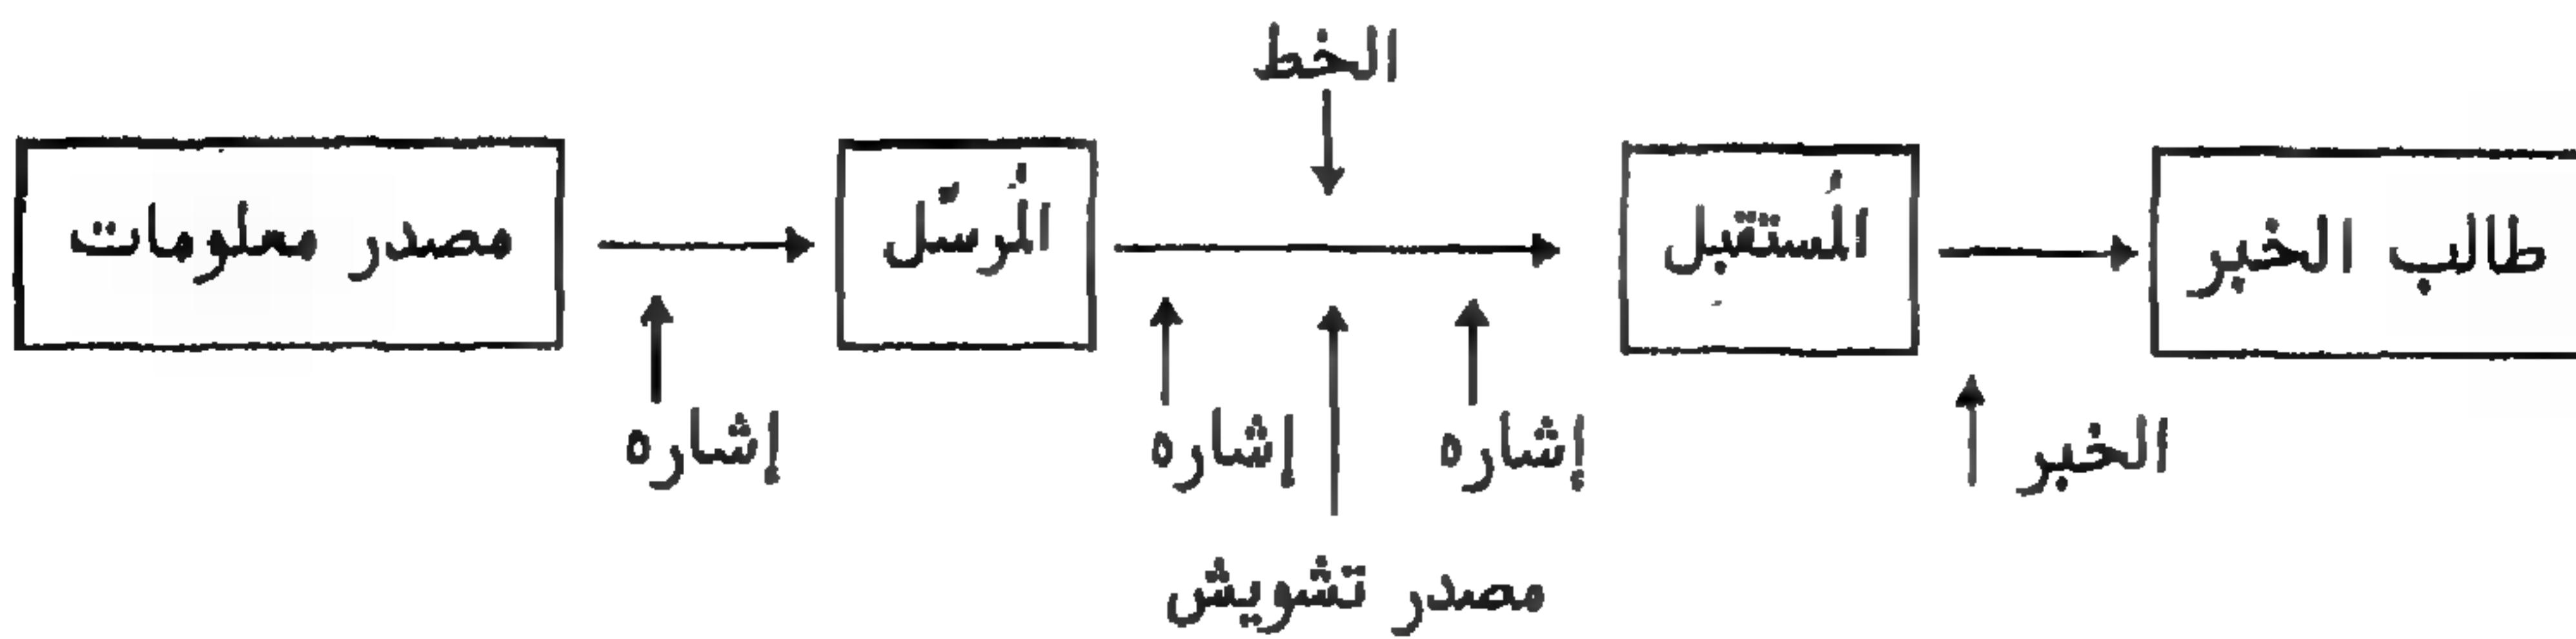 الخط
مصدر معلومات
المُرسَل
المُستقبِل
طالب الخبر
إشاره
إشاره
إشاره
الخبر
مصدر تشويش